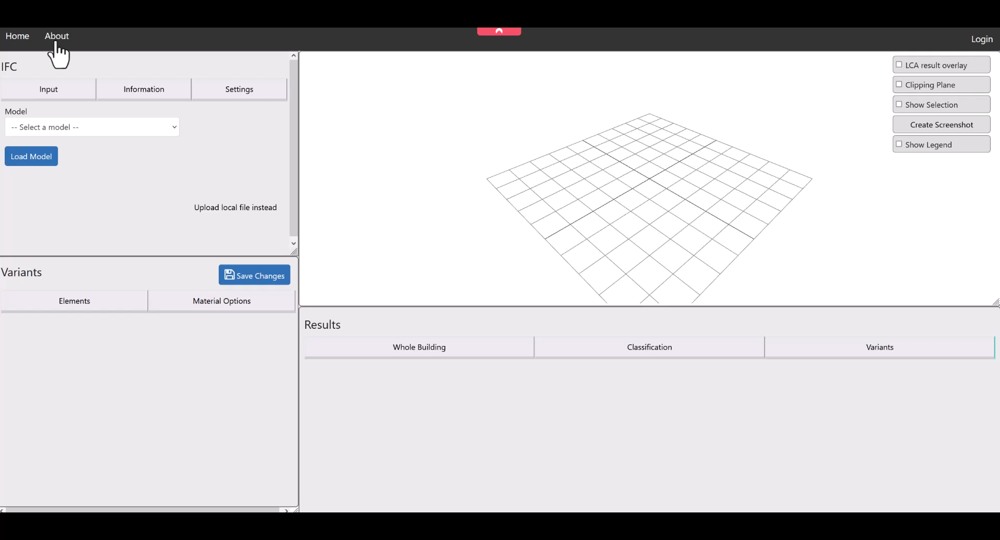 Home About
Login
IFC
Input Information Settings
Model
-- Select a model --
Load Model
Upload local file instead
Variants
Save Changes
Elements Material Options
LCA result overlay
Clipping Plane
Show Selection
Create Screenshot
Show Legend
Results
Whole Building Classification Variants